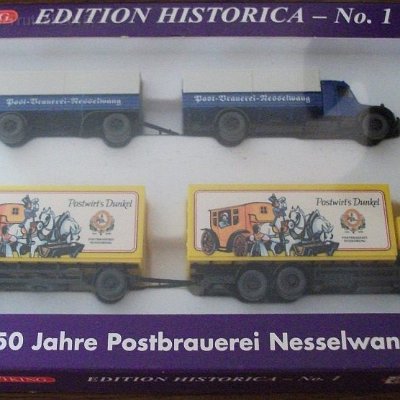 EDITION HISTORICA – No. 1
Post-Brauerei-Nesselwang
Post-Brauerei-Nesselwang
Postwirt's Dunkel
Postwirt's Dunkel
50 Jahre Postbrauerei Nesselwan
KING
EDITION HISTORICA – No. 1